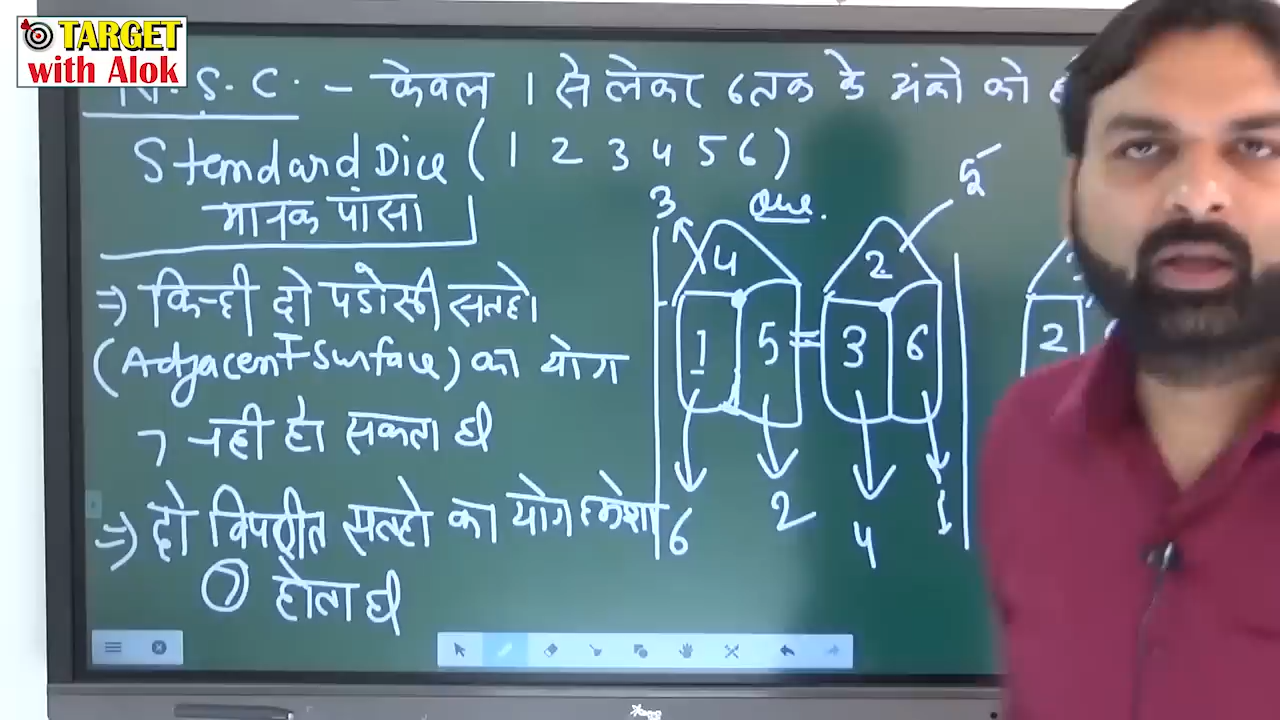 TARGET
with Alok
S. C. - केवल 1 से लेकर 6 तक के अंको को
Standard Dice ( 1 2 3 4 5 6 )
मानक पांसा
⇒ किन्ही दो पडोसी सतहो
(Adjacent Surface) का योग
7 नही हो सकता है
⇒ दो विपरीत सतहो का योग हमेशा
7 होता है
3 Que. 5
4 2
1 5 = 3 6
6 2 4 1
2